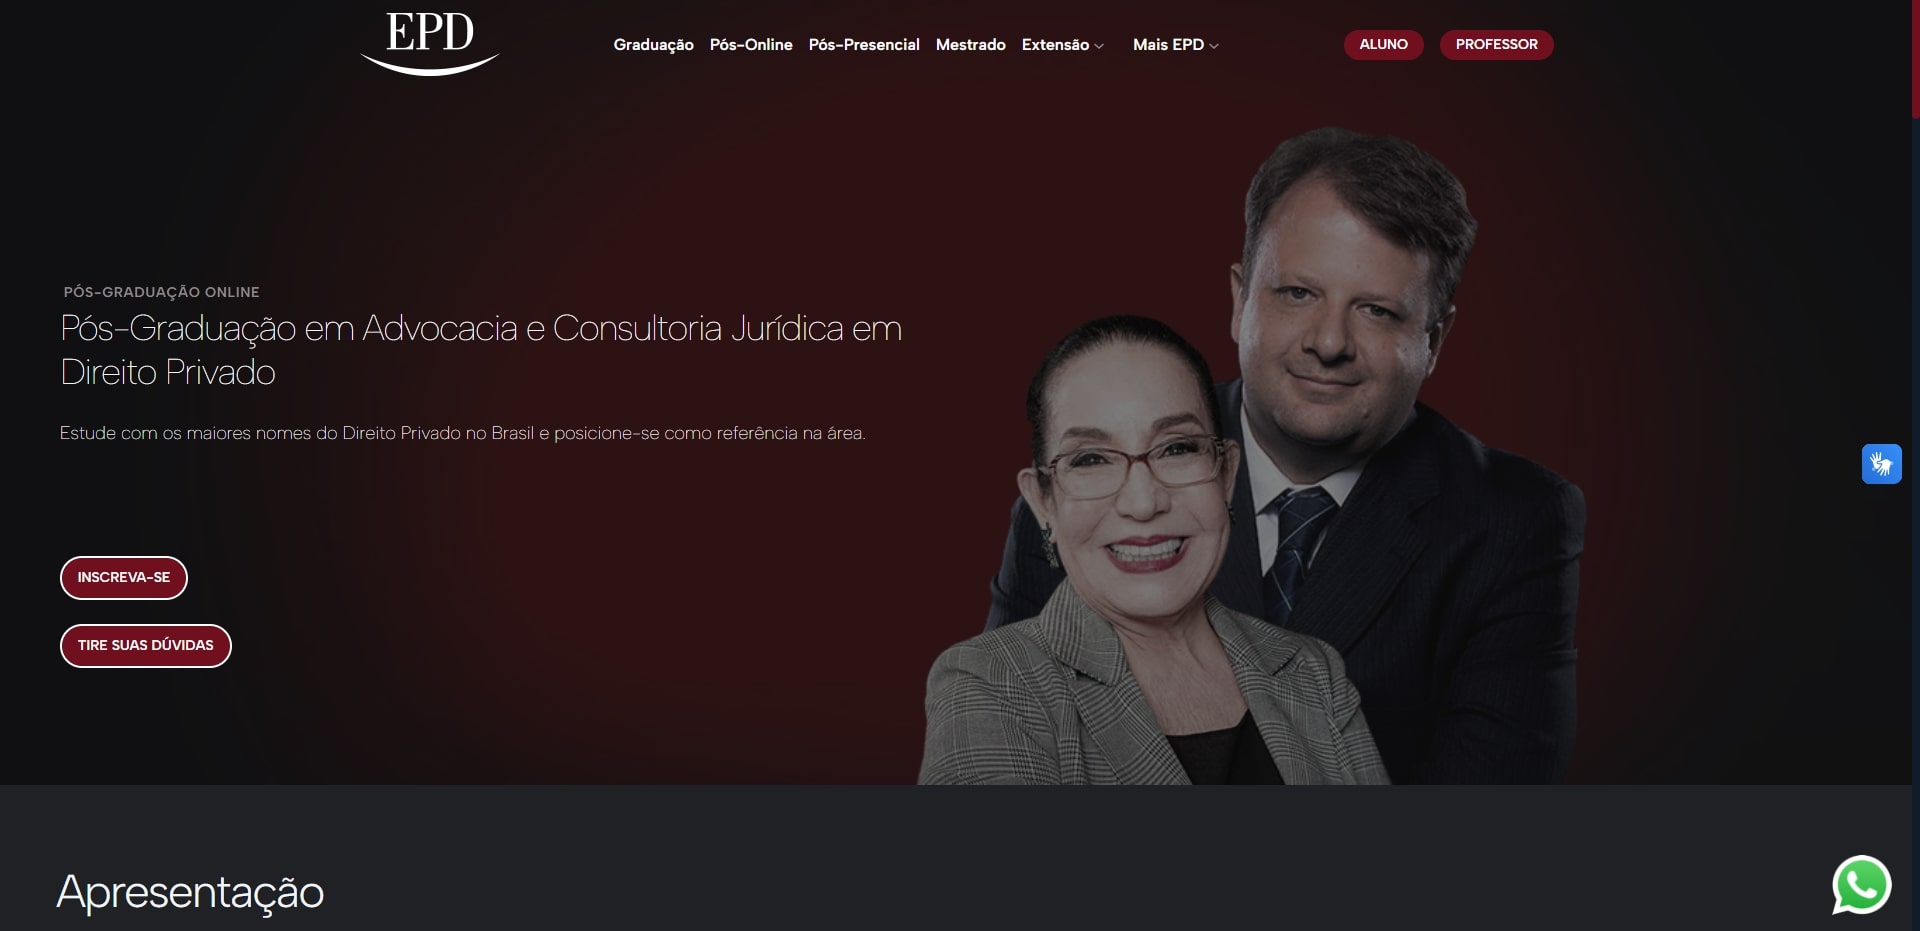 EPD
Graduação Pós-Online Pós-Presencial Mestrado Extensão Mais EPD ALUNO PROFESSOR
PÓS-GRADUAÇÃO ONLINE
Pós-Graduação em Advocacia e Consultoria Jurídica em
Direito Privado
Estude com os maiores nomes do Direito Privado no Brasil e posicione-se como referência na área.
INSCREVA-SE
TIRE SUAS DÚVIDAS
Apresentação